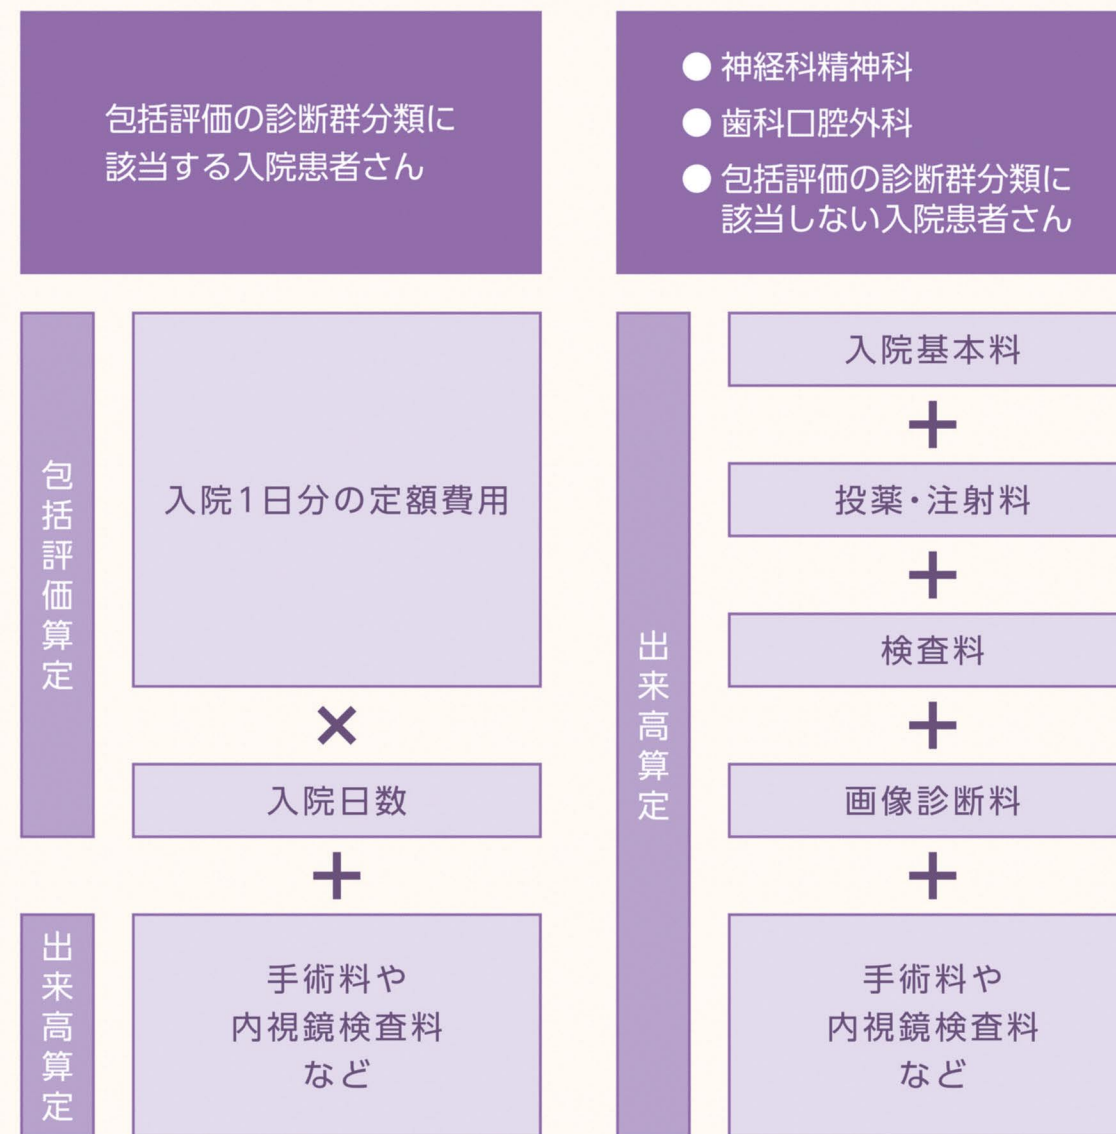 包括評価の診断群分類に
該当する入院患者さん
包括評価算定
入院1日分の定額費用
×
入院日数
+
出来高算定
手術料や
内視鏡検査料
など
● 神経科精神科
● 歯科口腔外科
● 包括評価の診断群分類に
該当しない入院患者さん
出来高算定
入院基本料
+
投薬・注射料
+
検査料
+
画像診断料
+
手術料や
内視鏡検査料
など